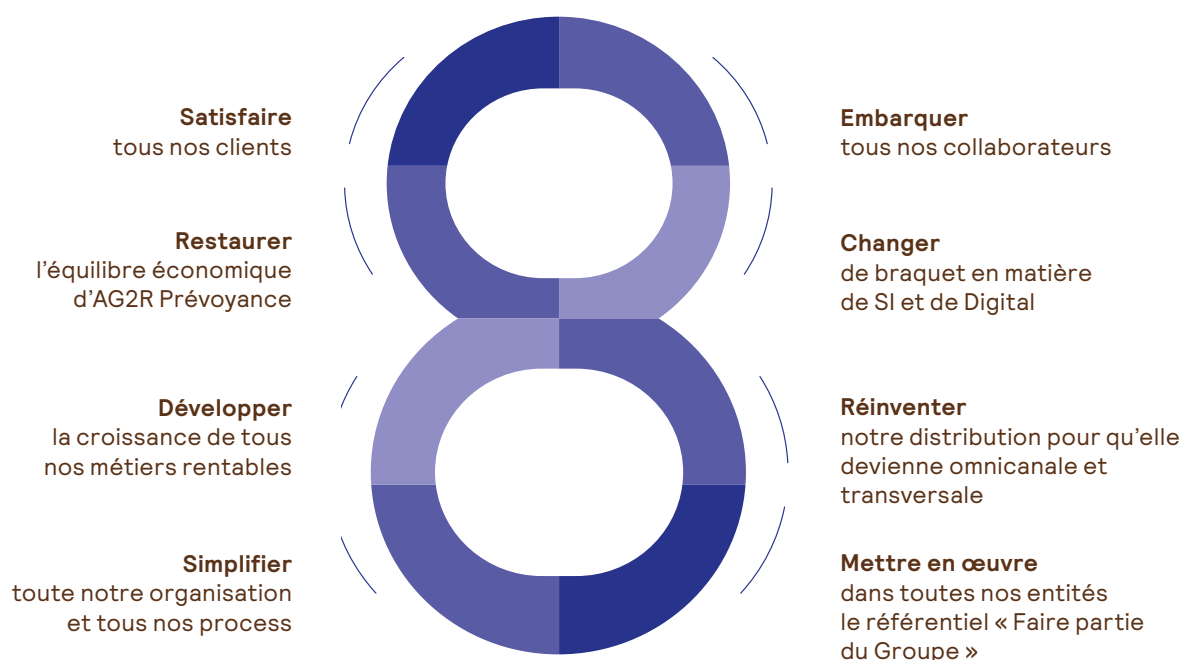 Satisfaire
tous nos clients
Restaurer
l’équilibre économique
d’AG2R Prévoyance
Développer
la croissance de tous
nos métiers rentables
Simplifier
toute notre organisation
et tous nos process
Embarquer
tous nos collaborateurs
Changer
de braquet en matière
de SI et de Digital
Réinventer
notre distribution pour qu’elle
devienne omnicanale et
transversale
Mettre en œuvre
dans toutes nos entités
le référentiel « Faire partie
du Groupe »